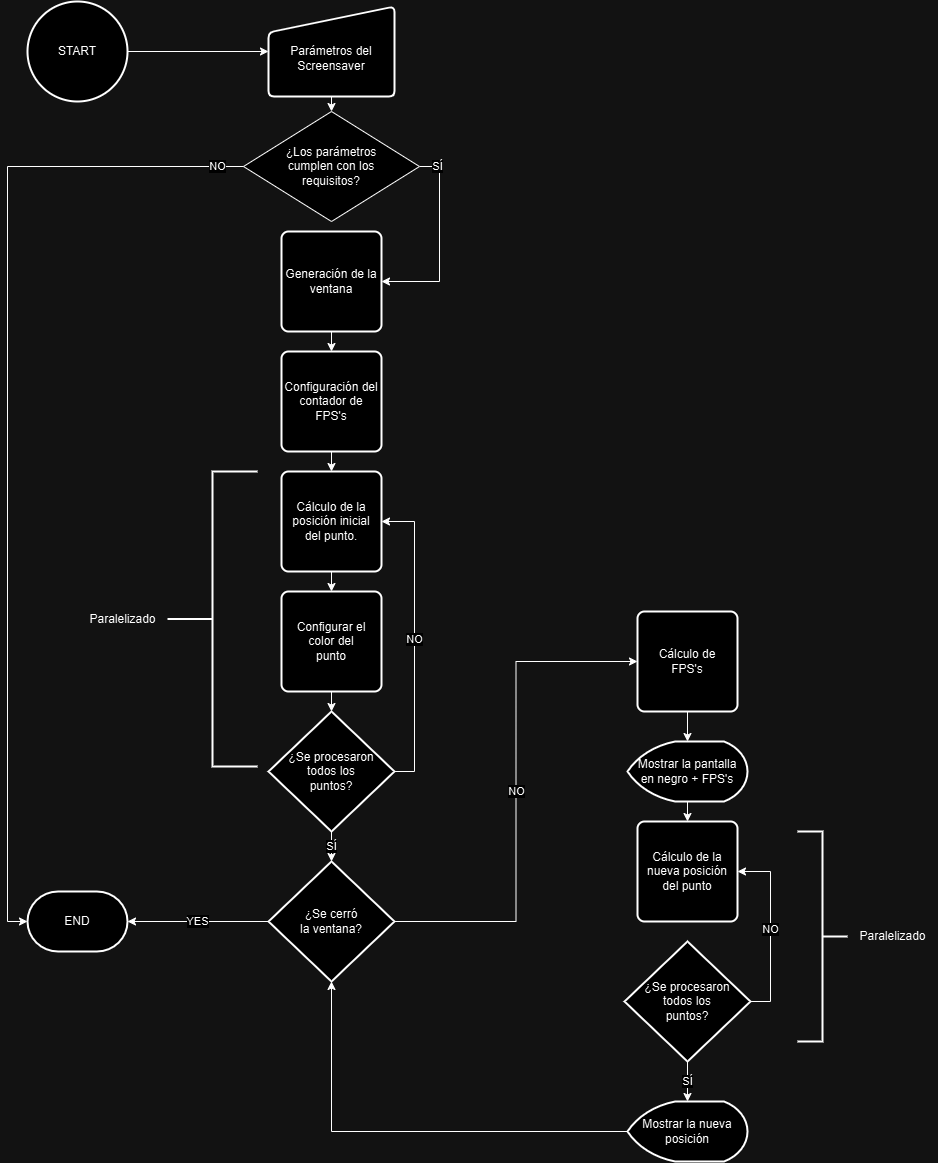 START
Parámetros del
Screensaver
¿Los parámetros
cumplen con los
requisitos?
NO
SÍ
Generación de la
ventana
Configuración del
contador de
FPS's
Cálculo de la
posición inicial
del punto.
Paralelizado
Configurar el
color del
punto
NO
¿Se procesaron
todos los
puntos?
SÍ
¿Se cerró
la ventana?
YES
END
NO
Cálculo de
FPS's
Mostrar la pantalla
en negro + FPS's
Cálculo de la
nueva posición
del punto
NO
Paralelizado
¿Se procesaron
todos los
puntos?
SÍ
Mostrar la nueva
posición